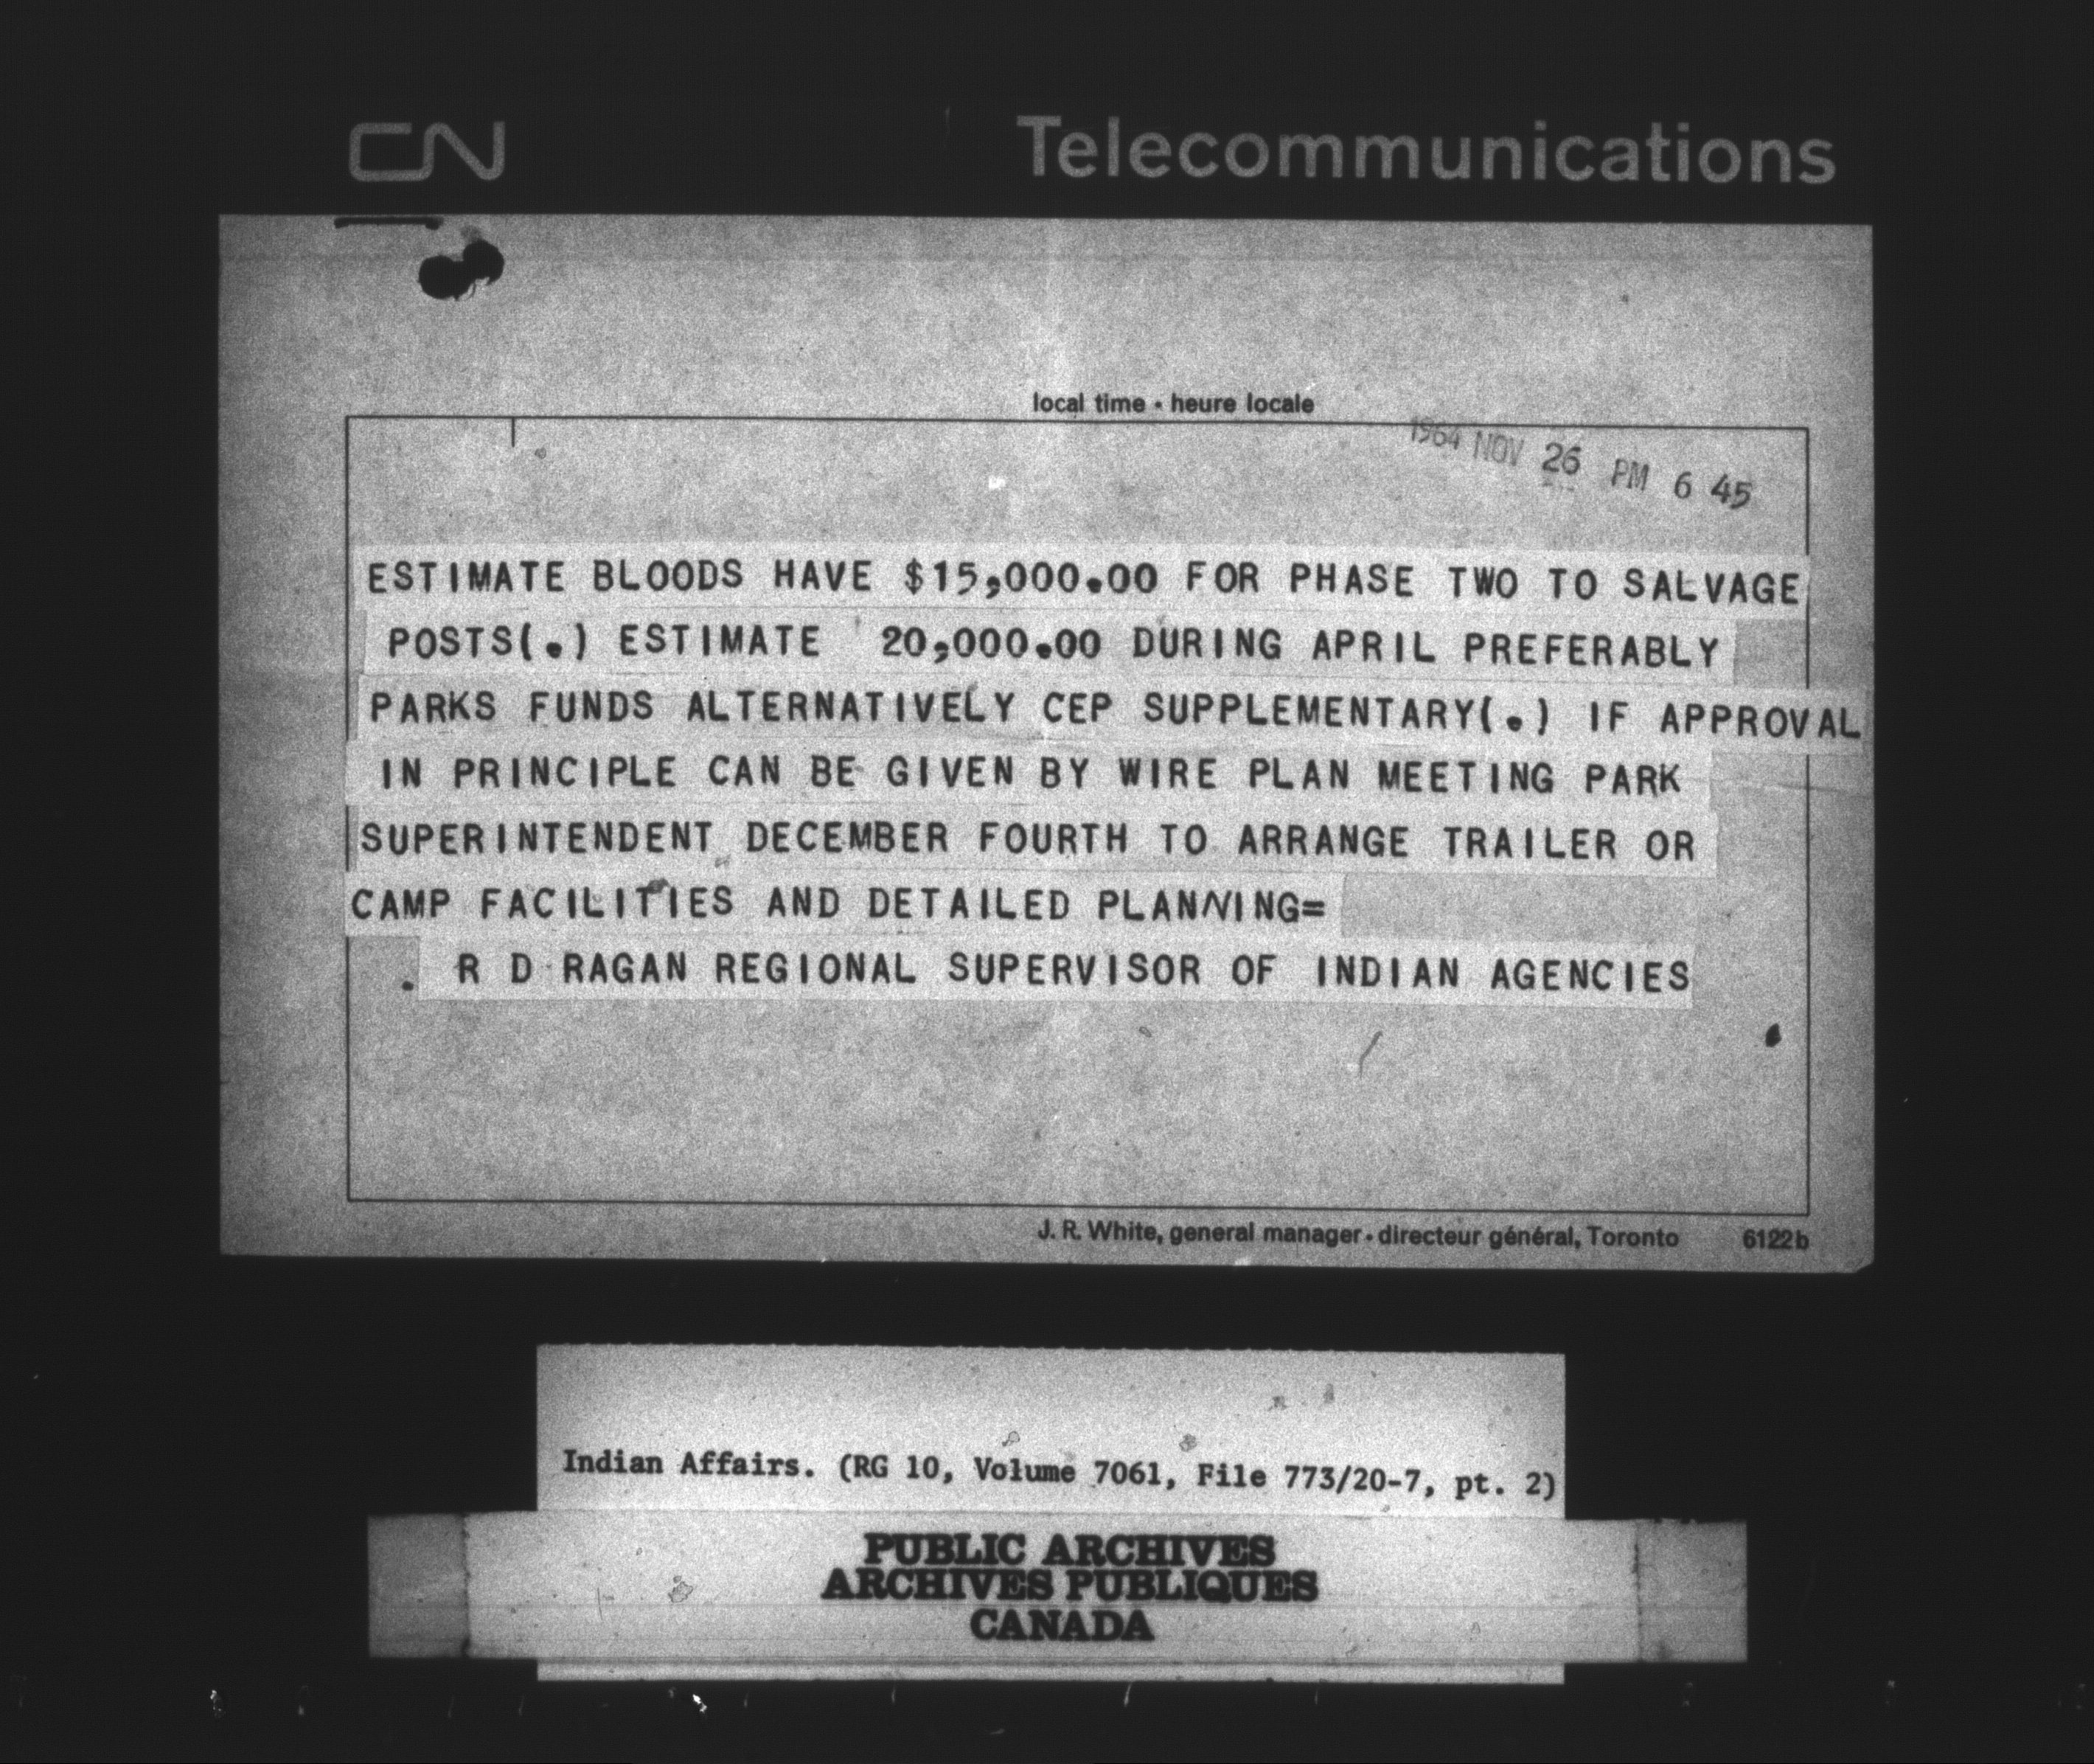 CN Telecommunications
local time • heure locale
1964 NOV 26 PM 6 45
ESTIMATE BLOODS HAVE $15,000.00 FOR PHASE TWO TO SALVAGE
POSTS(.) ESTIMATE 20,000.00 DURING APRIL PREFERABLY
PARKS FUNDS ALTERNATIVELY CEP SUPPLEMENTARY(.) IF APPROVAL
IN PRINCIPLE CAN BE GIVEN BY WIRE PLAN MEETING PARK
SUPERINTENDENT DECEMBER FOURTH TO ARRANGE TRAILER OR
CAMP FACILITIES AND DETAILED PLANNING=
. R D RAGAN REGIONAL SUPERVISOR OF INDIAN AGENCIES
J. R. White, general manager • directeur général, Toronto 6122b
Indian Affairs. (RG 10, Volume 7061, File 773/20-7, pt. 2)
PUBLIC ARCHIVES
ARCHIVES PUBLIQUES
CANADA